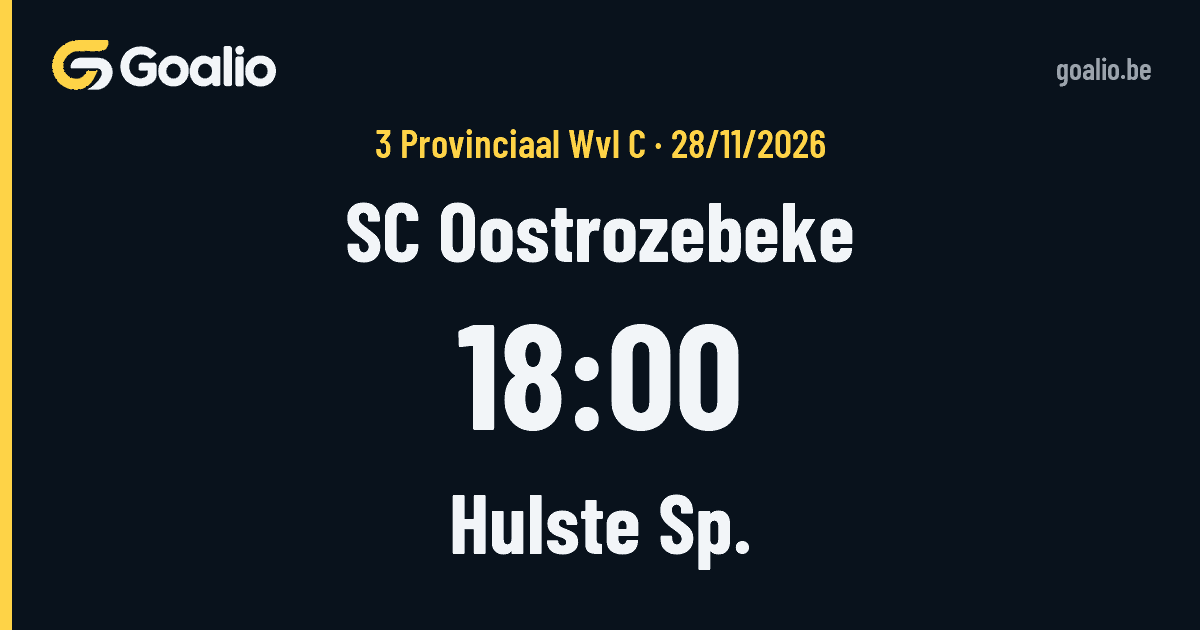 Goalio
goalio.be
3 Provinciaal Wvl C · 28/11/2026
SC Oostrozebeke
18:00
Hulste Sp.